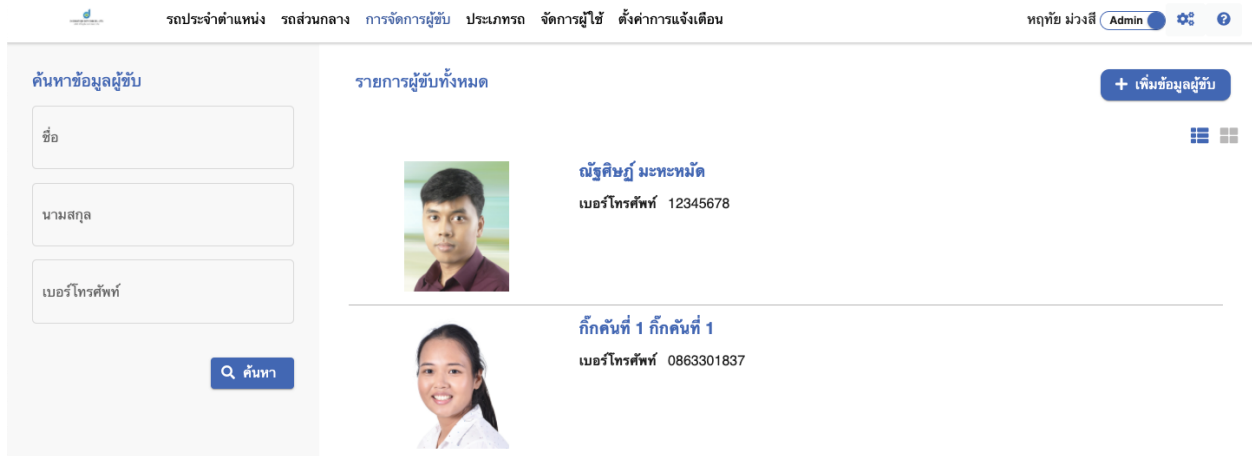 รถประจำตำแหน่ง รถส่วนกลาง การจัดการผู้ขับ ประเภทรถ จัดการผู้ใช้ ตั้งค่าการแจ้งเตือน หฤทัย ม่วงสี Admin
ค้นหาข้อมูลผู้ขับ
ชื่อ
นามสกุล
เบอร์โทรศัพท์
ค้นหา
รายการผู้ขับทั้งหมด
+ เพิ่มข้อมูลผู้ขับ
ณัฐศิษฏ์ มะหะหมัด
เบอร์โทรศัพท์ 12345678
กิ๊กคันที่ 1 กิ๊กคันที่ 1
เบอร์โทรศัพท์ 0863301837